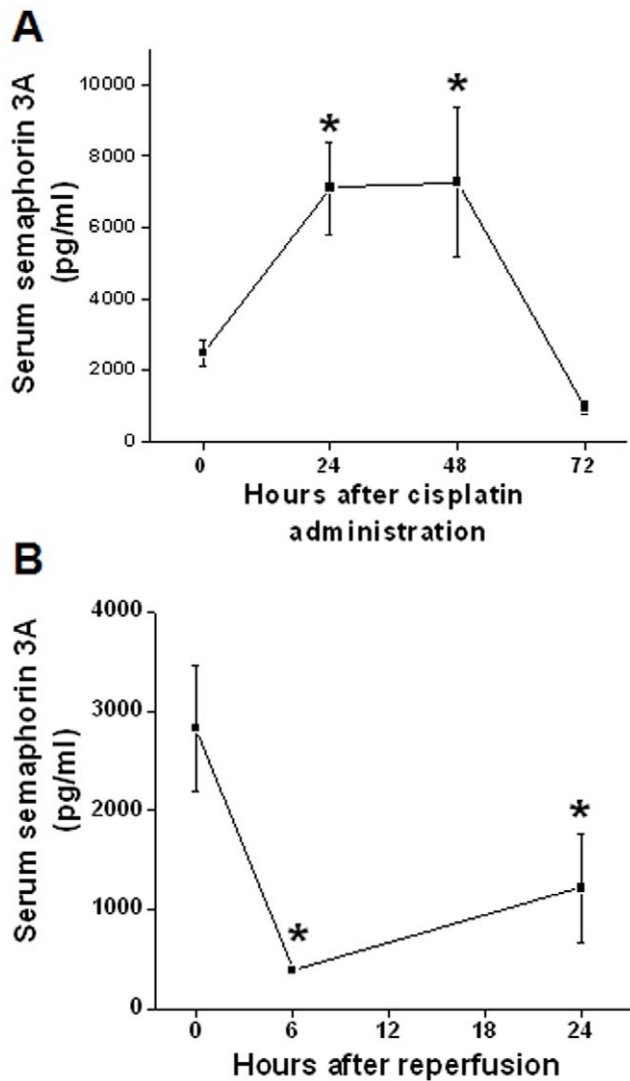 A
Serum semaphorin 3A
(pg/ml)
10000
8000
6000
4000
2000
0
*
*
0 24 48 72
Hours after cisplatin
administration
B
Serum semaphorin 3A
(pg/ml)
4000
3000
2000
1000
0
*
*
0 6 12 18 24
Hours after reperfusion